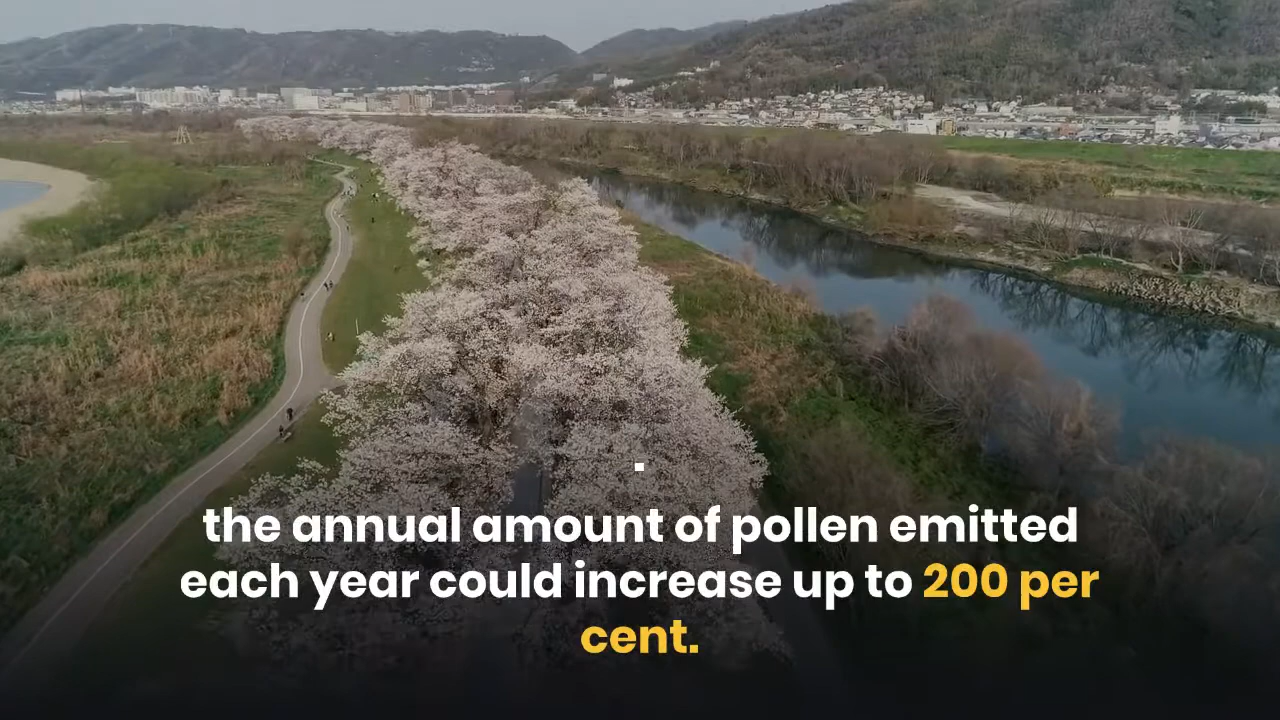 the annual amount of pollen emitted
each year could increase up to 200 per
cent.